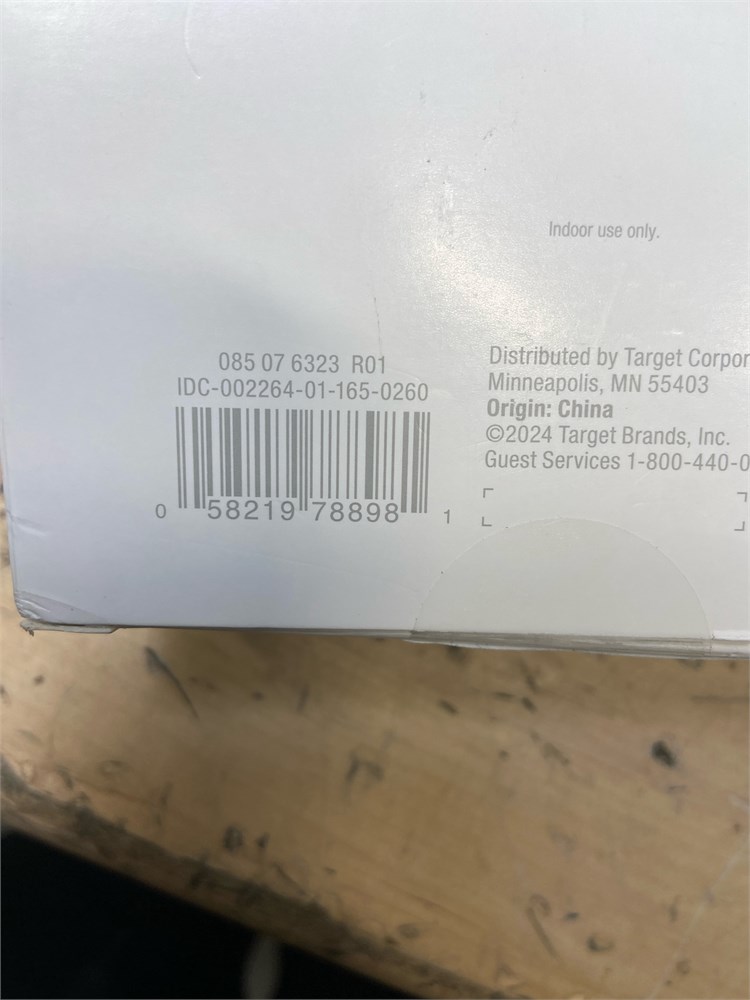 Indoor use only.
085 07 6323 R01
IDC-002264-01-165-0260
0 58219 78898 1
Distributed by Target Corpor
Minneapolis, MN 55403
Origin: China
©2024 Target Brands, Inc.
Guest Services 1-800-440-0